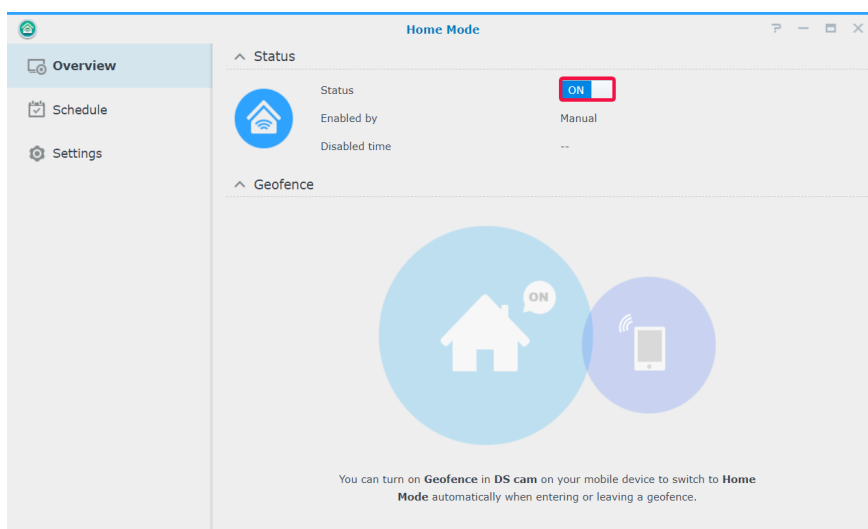 Home Mode
Overview
Schedule
Settings
Status
Status ON
Enabled by Manual
Disabled time --
Geofence
ON
You can turn on Geofence in DS cam on your mobile device to switch to Home
Mode automatically when entering or leaving a geofence.